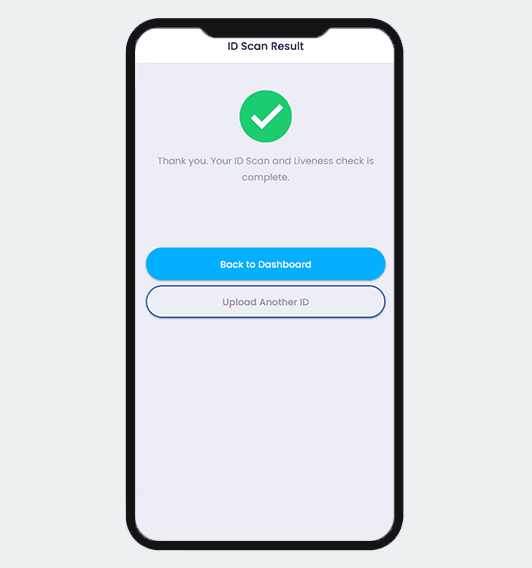 ID Scan Result
Thank you. Your ID Scan and Liveness check is
complete.
Back to Dashboard
Upload Another ID